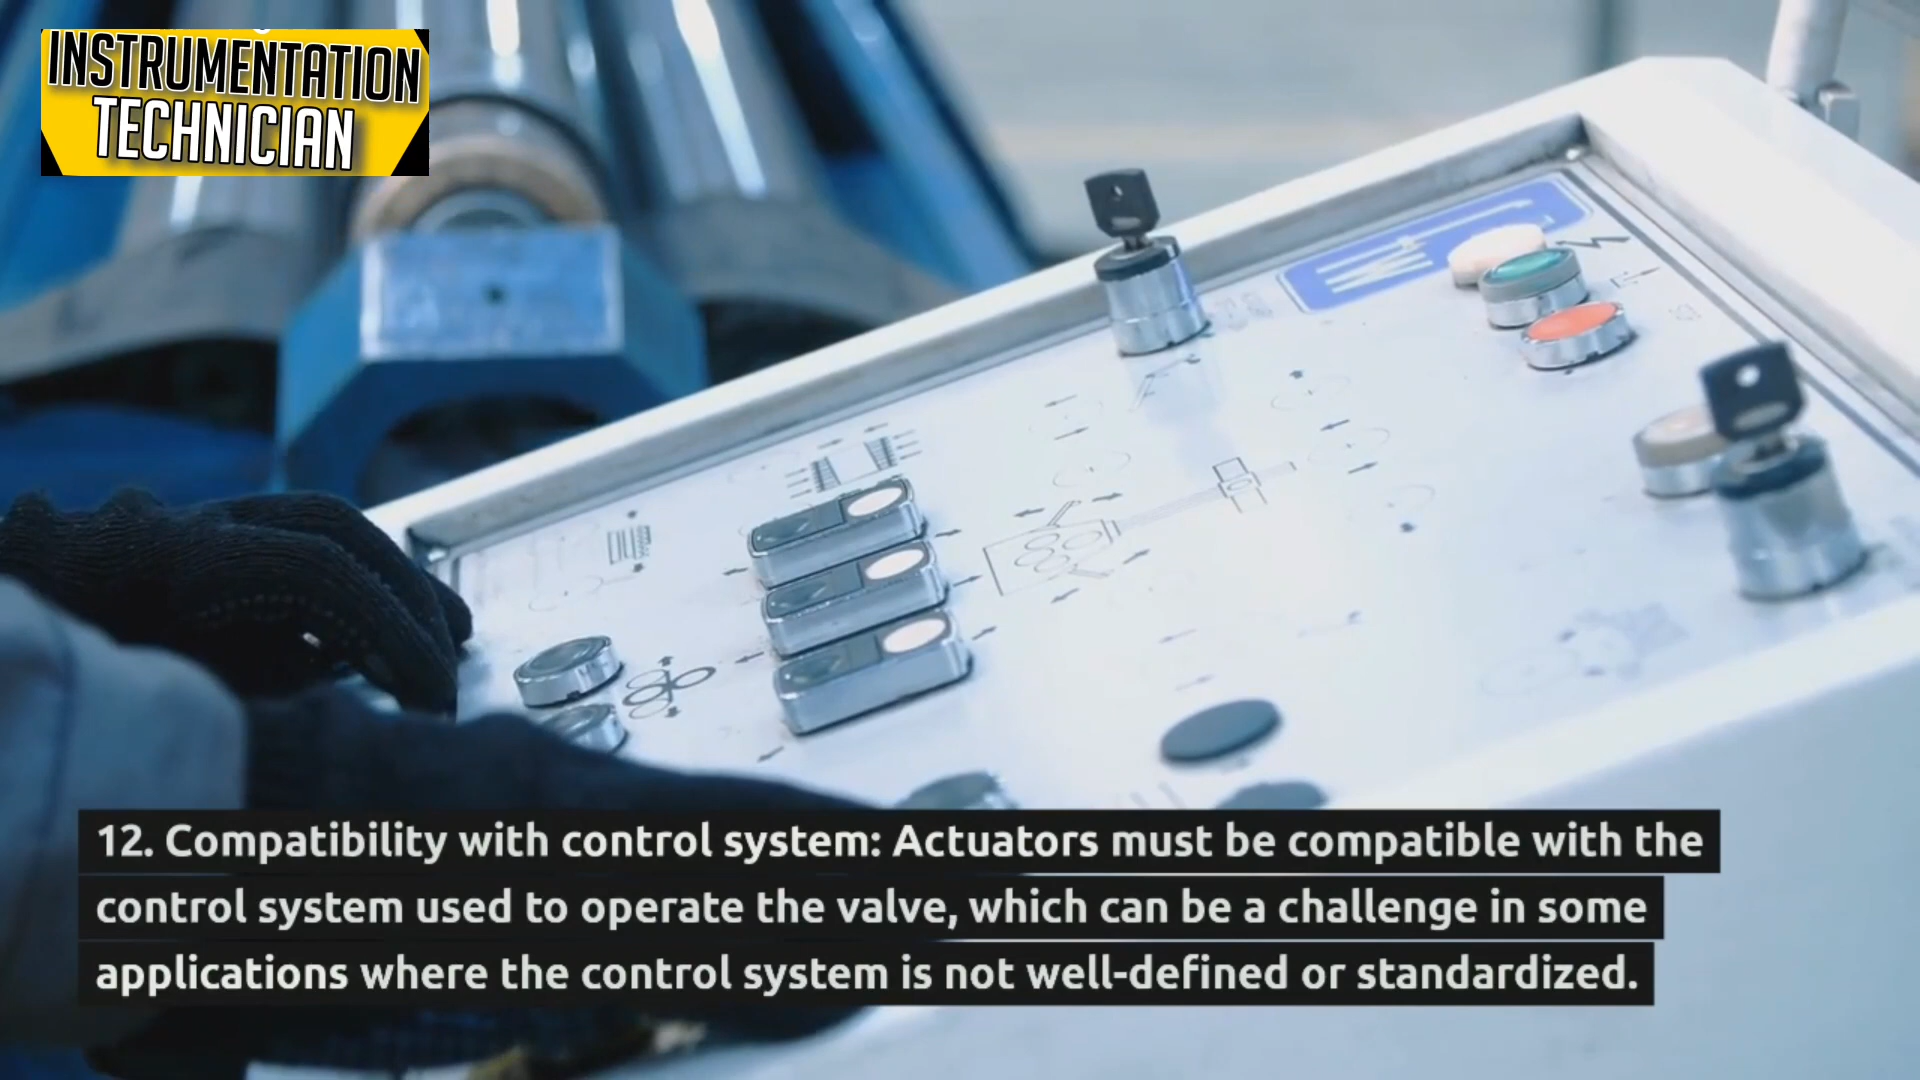 INSTRUMENTATION
TECHNICIAN
12. Compatibility with control system: Actuators must be compatible with the
control system used to operate the valve, which can be a challenge in some
applications where the control system is not well-defined or standardized.